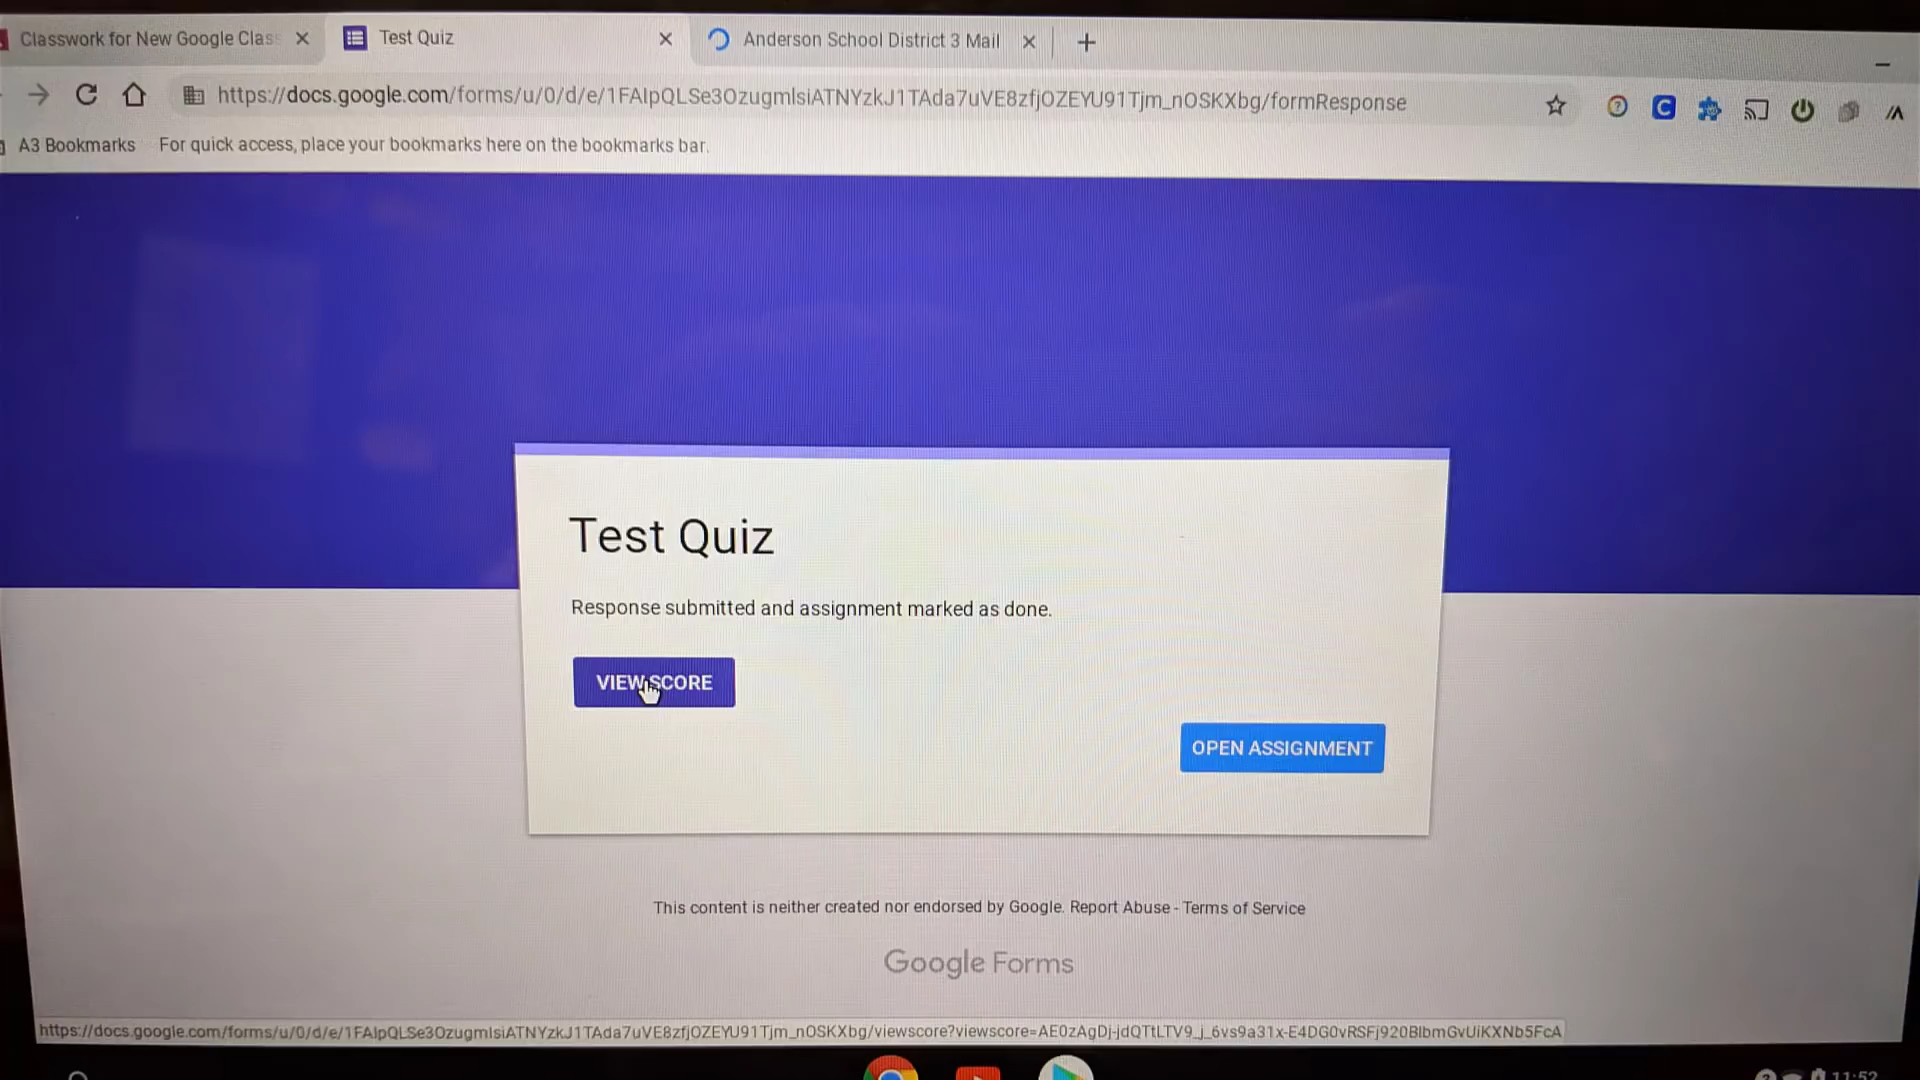 Classwork for New Google Clas
Test Quiz
Anderson School District 3 Mail
https://docs.google.com/forms/u/0/d/e/1FAIpQLSe3OzugmlsiATNYzkJ1TAda7uVE8zfjOZEYU91Tjm_nOSKXbg/formResponse
A3 Bookmarks
For quick access, place your bookmarks here on the bookmarks bar.
Test Quiz
Response submitted and assignment marked as done.
VIEW SCORE
OPEN ASSIGNMENT
This content is neither created nor endorsed by Google. Report Abuse - Terms of Service
Google Forms
https://docs.google.com/forms/u/0/d/e/1FAIpQLSe3OzugmlsiATNYzkJ1TAda7uVE8zfjOZEYU91Tjm_nOSKXbg/viewscore?viewscore=AE0zAgDj-jdQTtLTV9_j_6vs9a31x-E4DG0vRSFj920BlbmGvUiKXNb5FcA
11:52